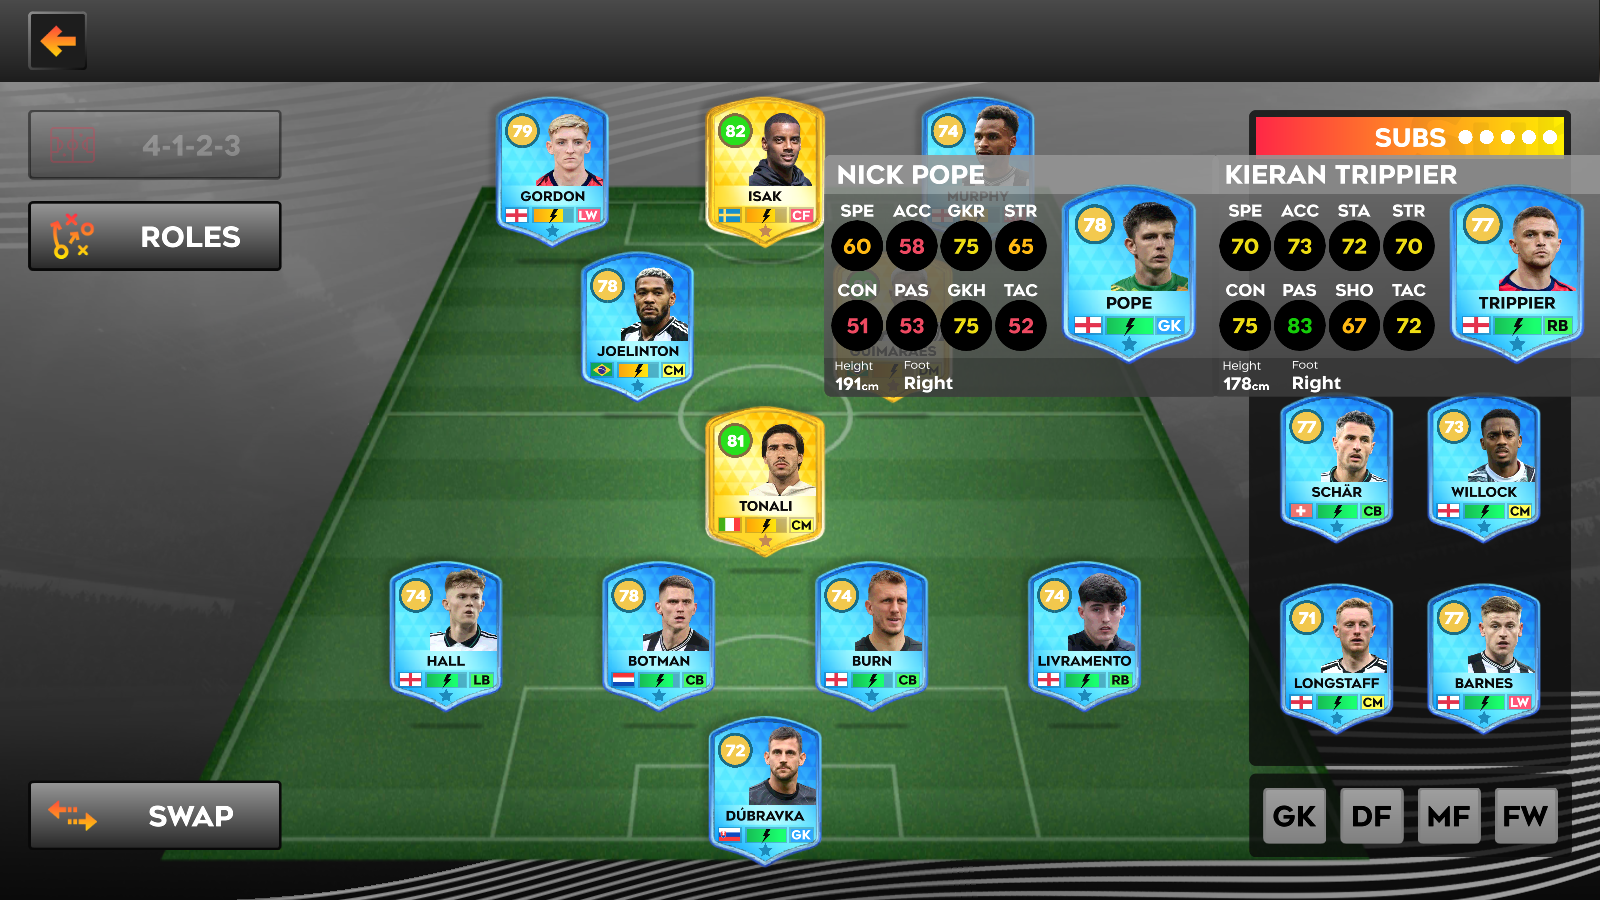 4-1-2-3
ROLES
SWAP
79
GORDON
LW
82
ISAK
CF
74
MURPHY
78
JOELINTON
CM
GUIMARAES
81
TONALI
CM
74
HALL
LB
78
BOTMAN
CB
74
BURN
CB
74
LIVRAMENTO
RB
72
DÚBRAVKA
GK
NICK POPE
SPE ACC GKR STR
60 58 75 65
CON PAS GKH TAC
51 53 75 52
Height Foot
191cm Right
78
POPE
GK
KIERAN TRIPPIER
SPE ACC STA STR
70 73 72 70
CON PAS SHO TAC
75 83 67 72
Height Foot
178cm Right
77
TRIPPIER
RB
SUBS
77
SCHÄR
CB
73
WILLOCK
CM
71
LONGSTAFF
CM
77
BARNES
LW
GK DF MF FW